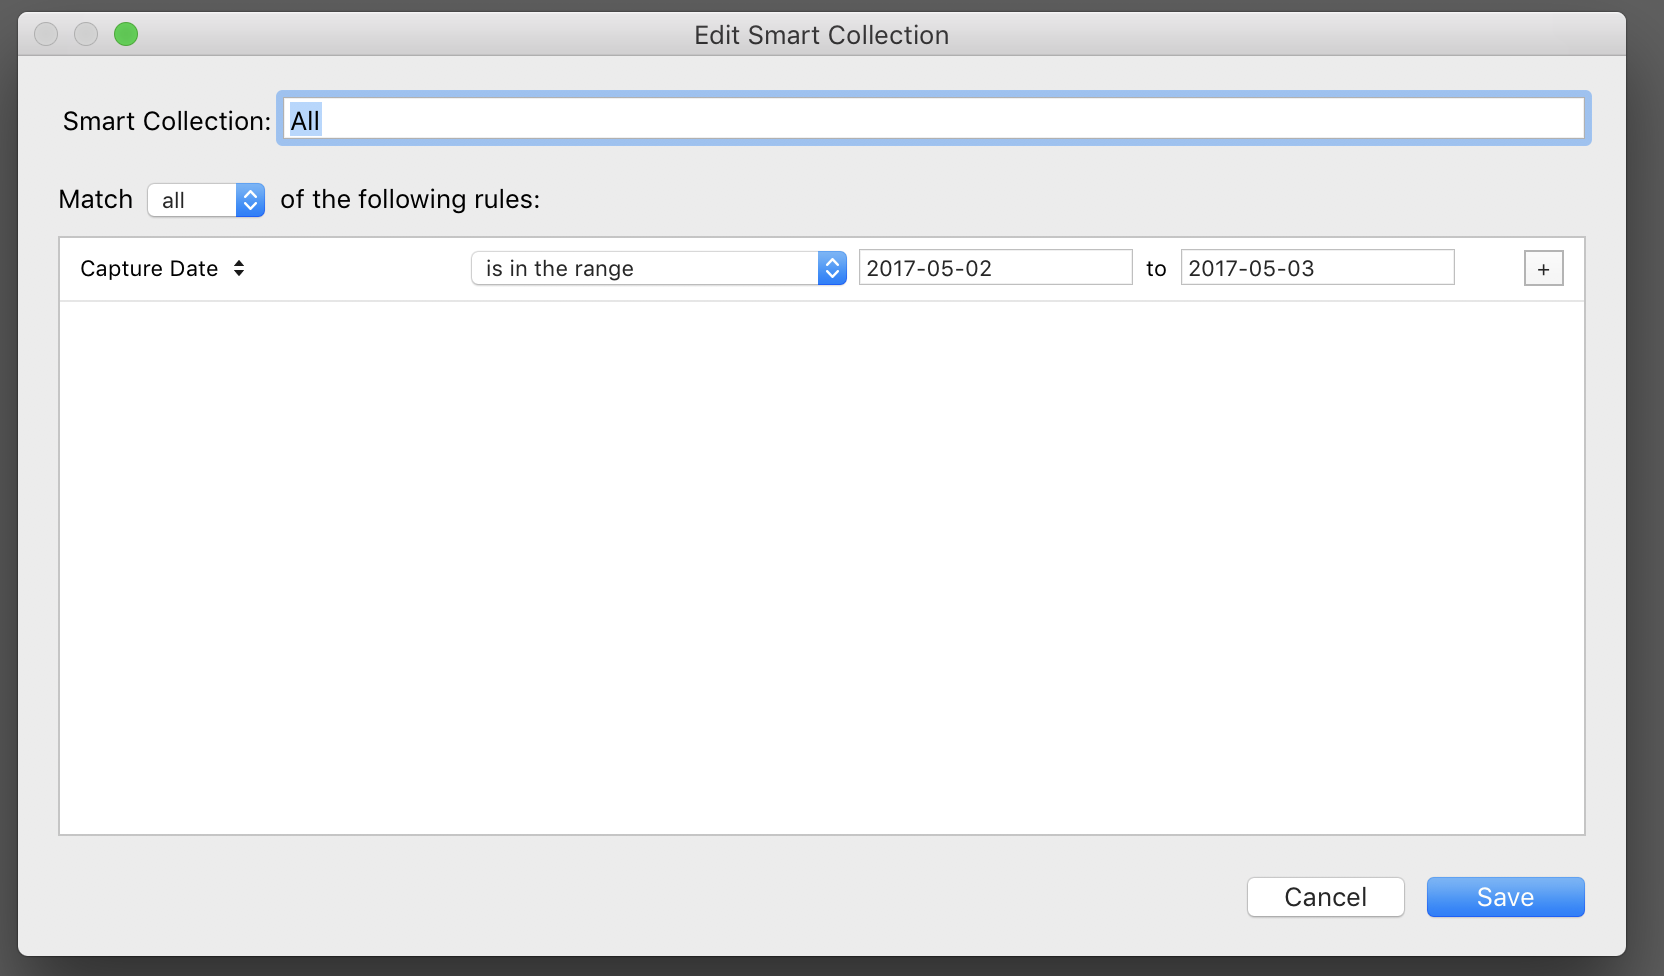 Edit Smart Collection
Smart Collection: All
Match all of the following rules:
Capture Date is in the range 2017-05-02 to 2017-05-03 +
Cancel Save